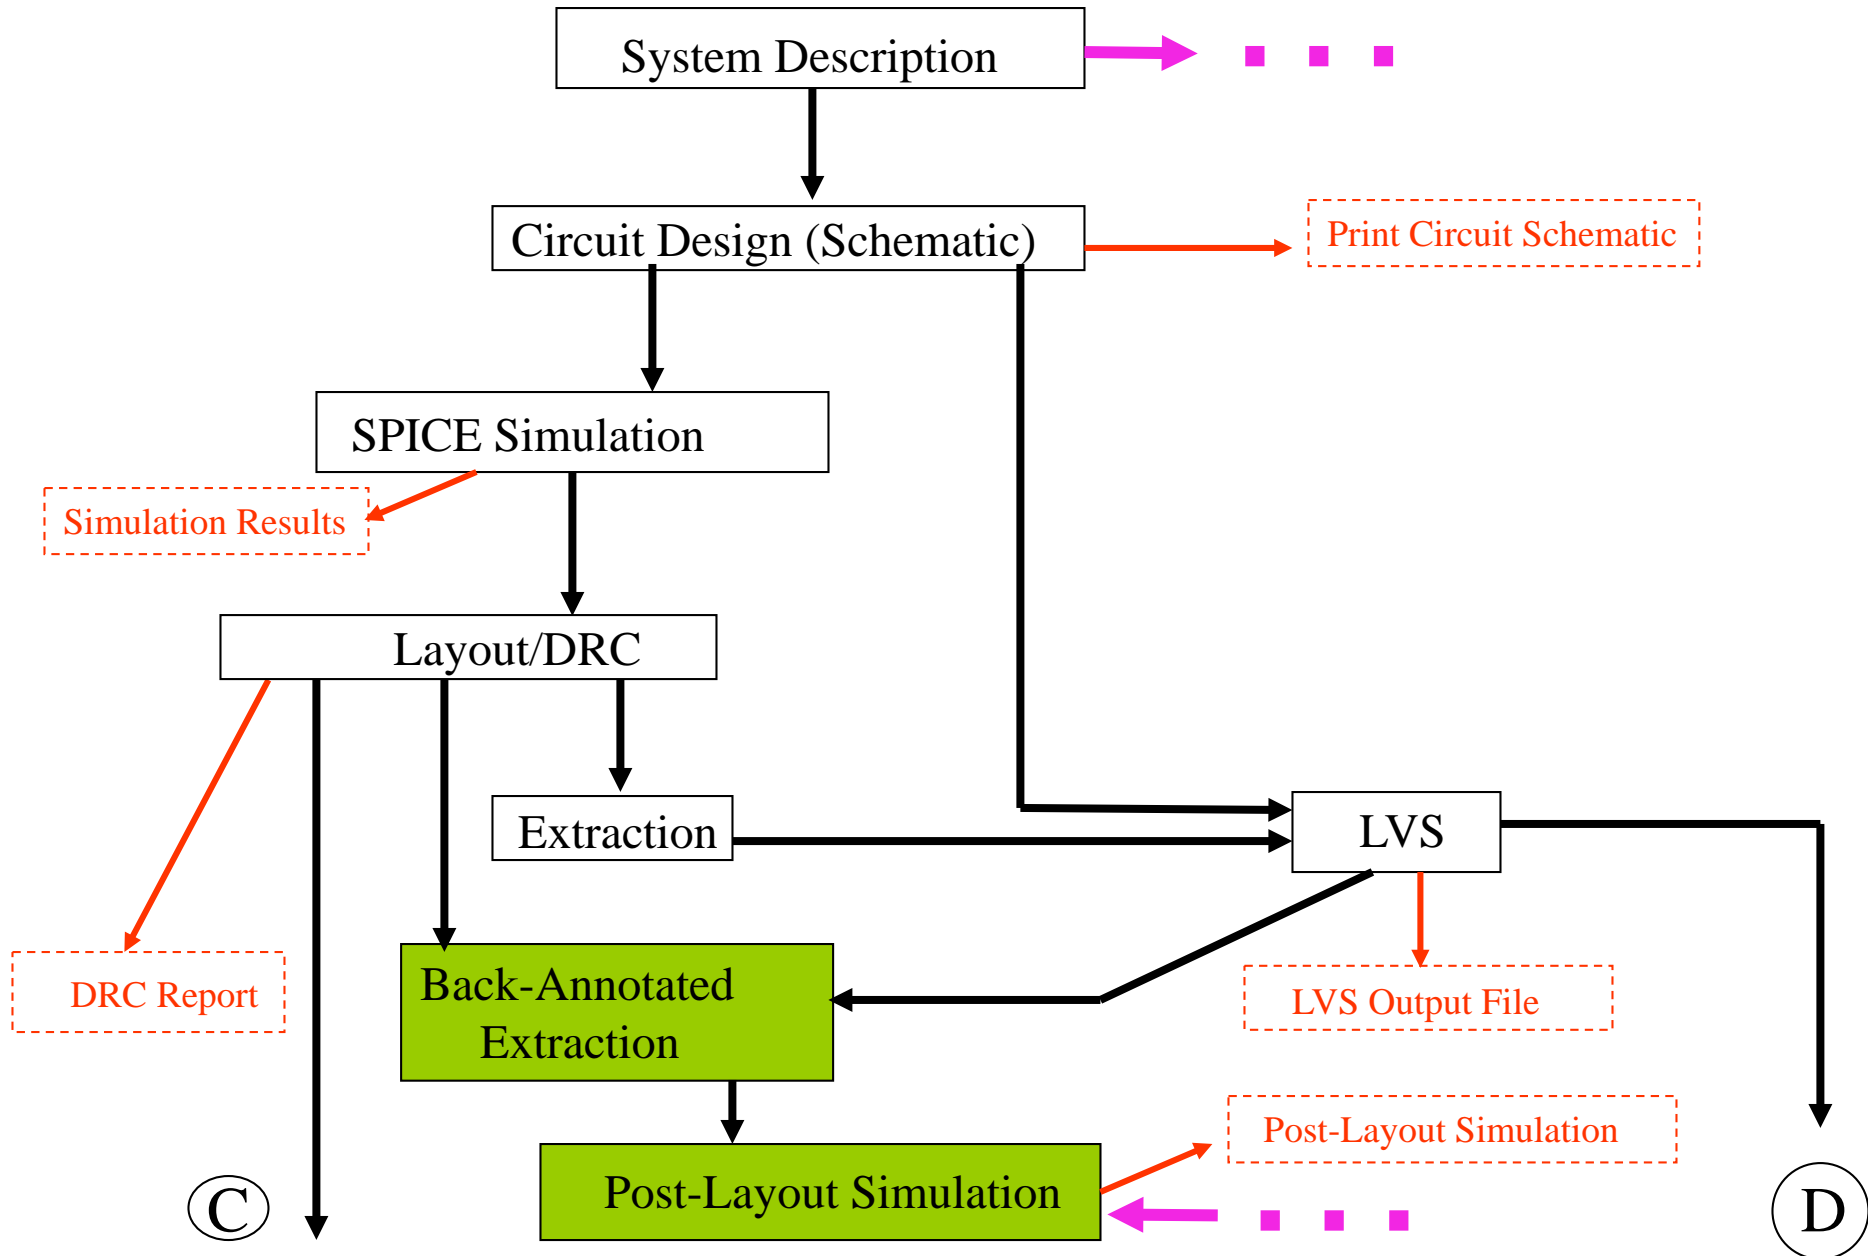 System Description
Circuit Design (Schematic)
Print Circuit Schematic
SPICE Simulation
Simulation Results
Layout/DRC
Extraction
LVS
DRC Report
Back-Annotated
Extraction
LVS Output File
Post-Layout Simulation
Post-Layout Simulation
C
D